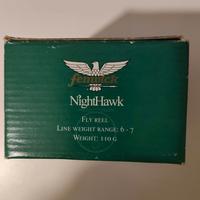 fenwick
NightHawk
FLY REEL
LINE WEIGHT RANGE: 6 - 7
WEIGHT: 110 G